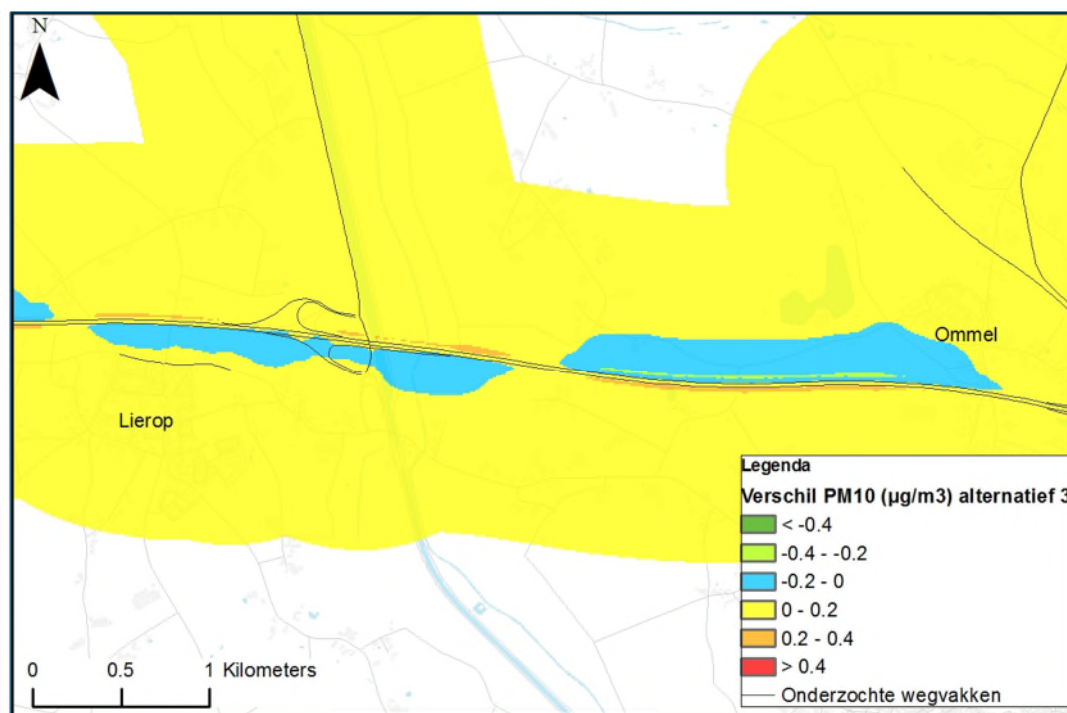 N
Ommel
Lierop
Legenda
Verschil PM10 (µg/m3) alternatief 3
< -0.4
-0.4 - -0.2
-0.2 - 0
0 - 0.2
0.2 - 0.4
> 0.4
Onderzochte wegvakken
0 0.5 1 Kilometers